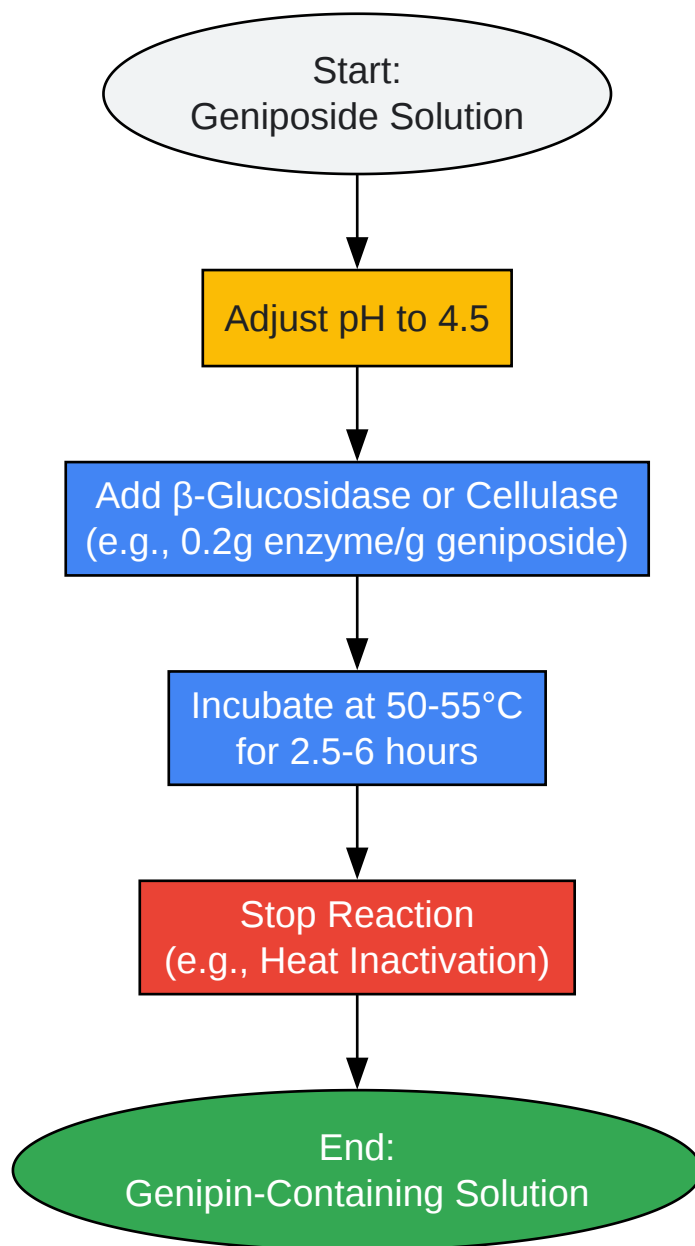 Start:
Geniposide Solution
Adjust pH to 4.5
Add β-Glucosidase or Cellulase
(e.g., 0.2g enzyme/g geniposide)
Incubate at 50-55°C
for 2.5-6 hours
Stop Reaction
(e.g., Heat Inactivation)
End:
Genipin-Containing Solution